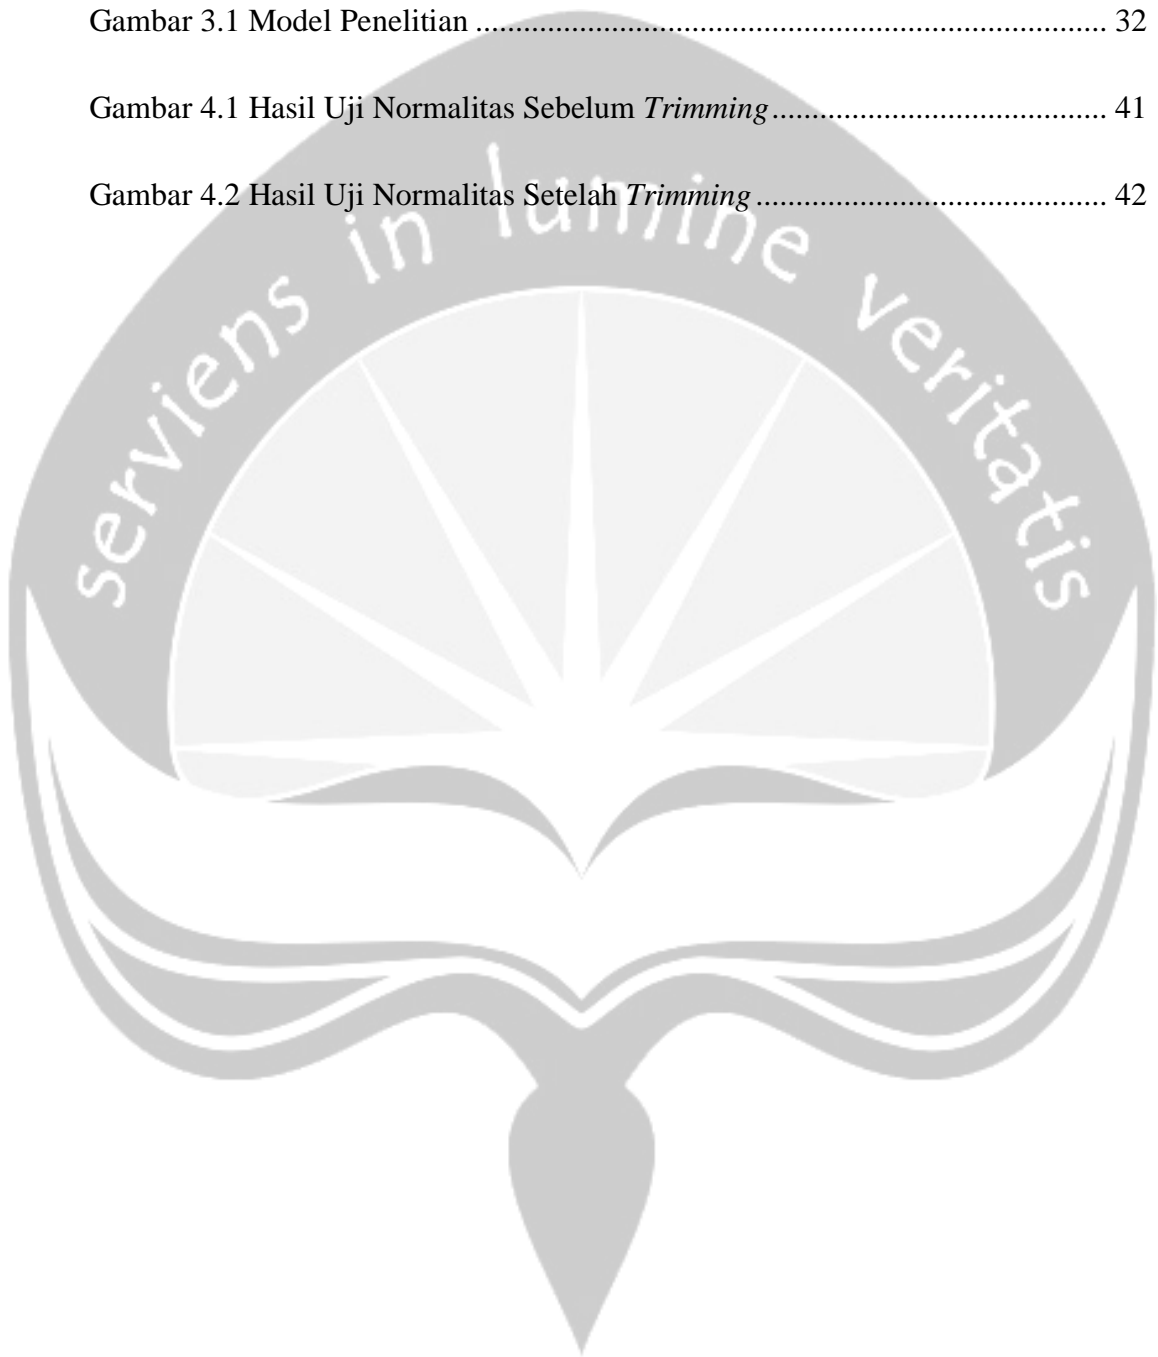 Gambar 3.1 Model Penelitian ................................................................................ 32
Gambar 4.1 Hasil Uji Normalitas Sebelum Trimming .......................................... 41
Gambar 4.2 Hasil Uji Normalitas Setelah Trimming ............................................ 42
serviens in lumine veritatis